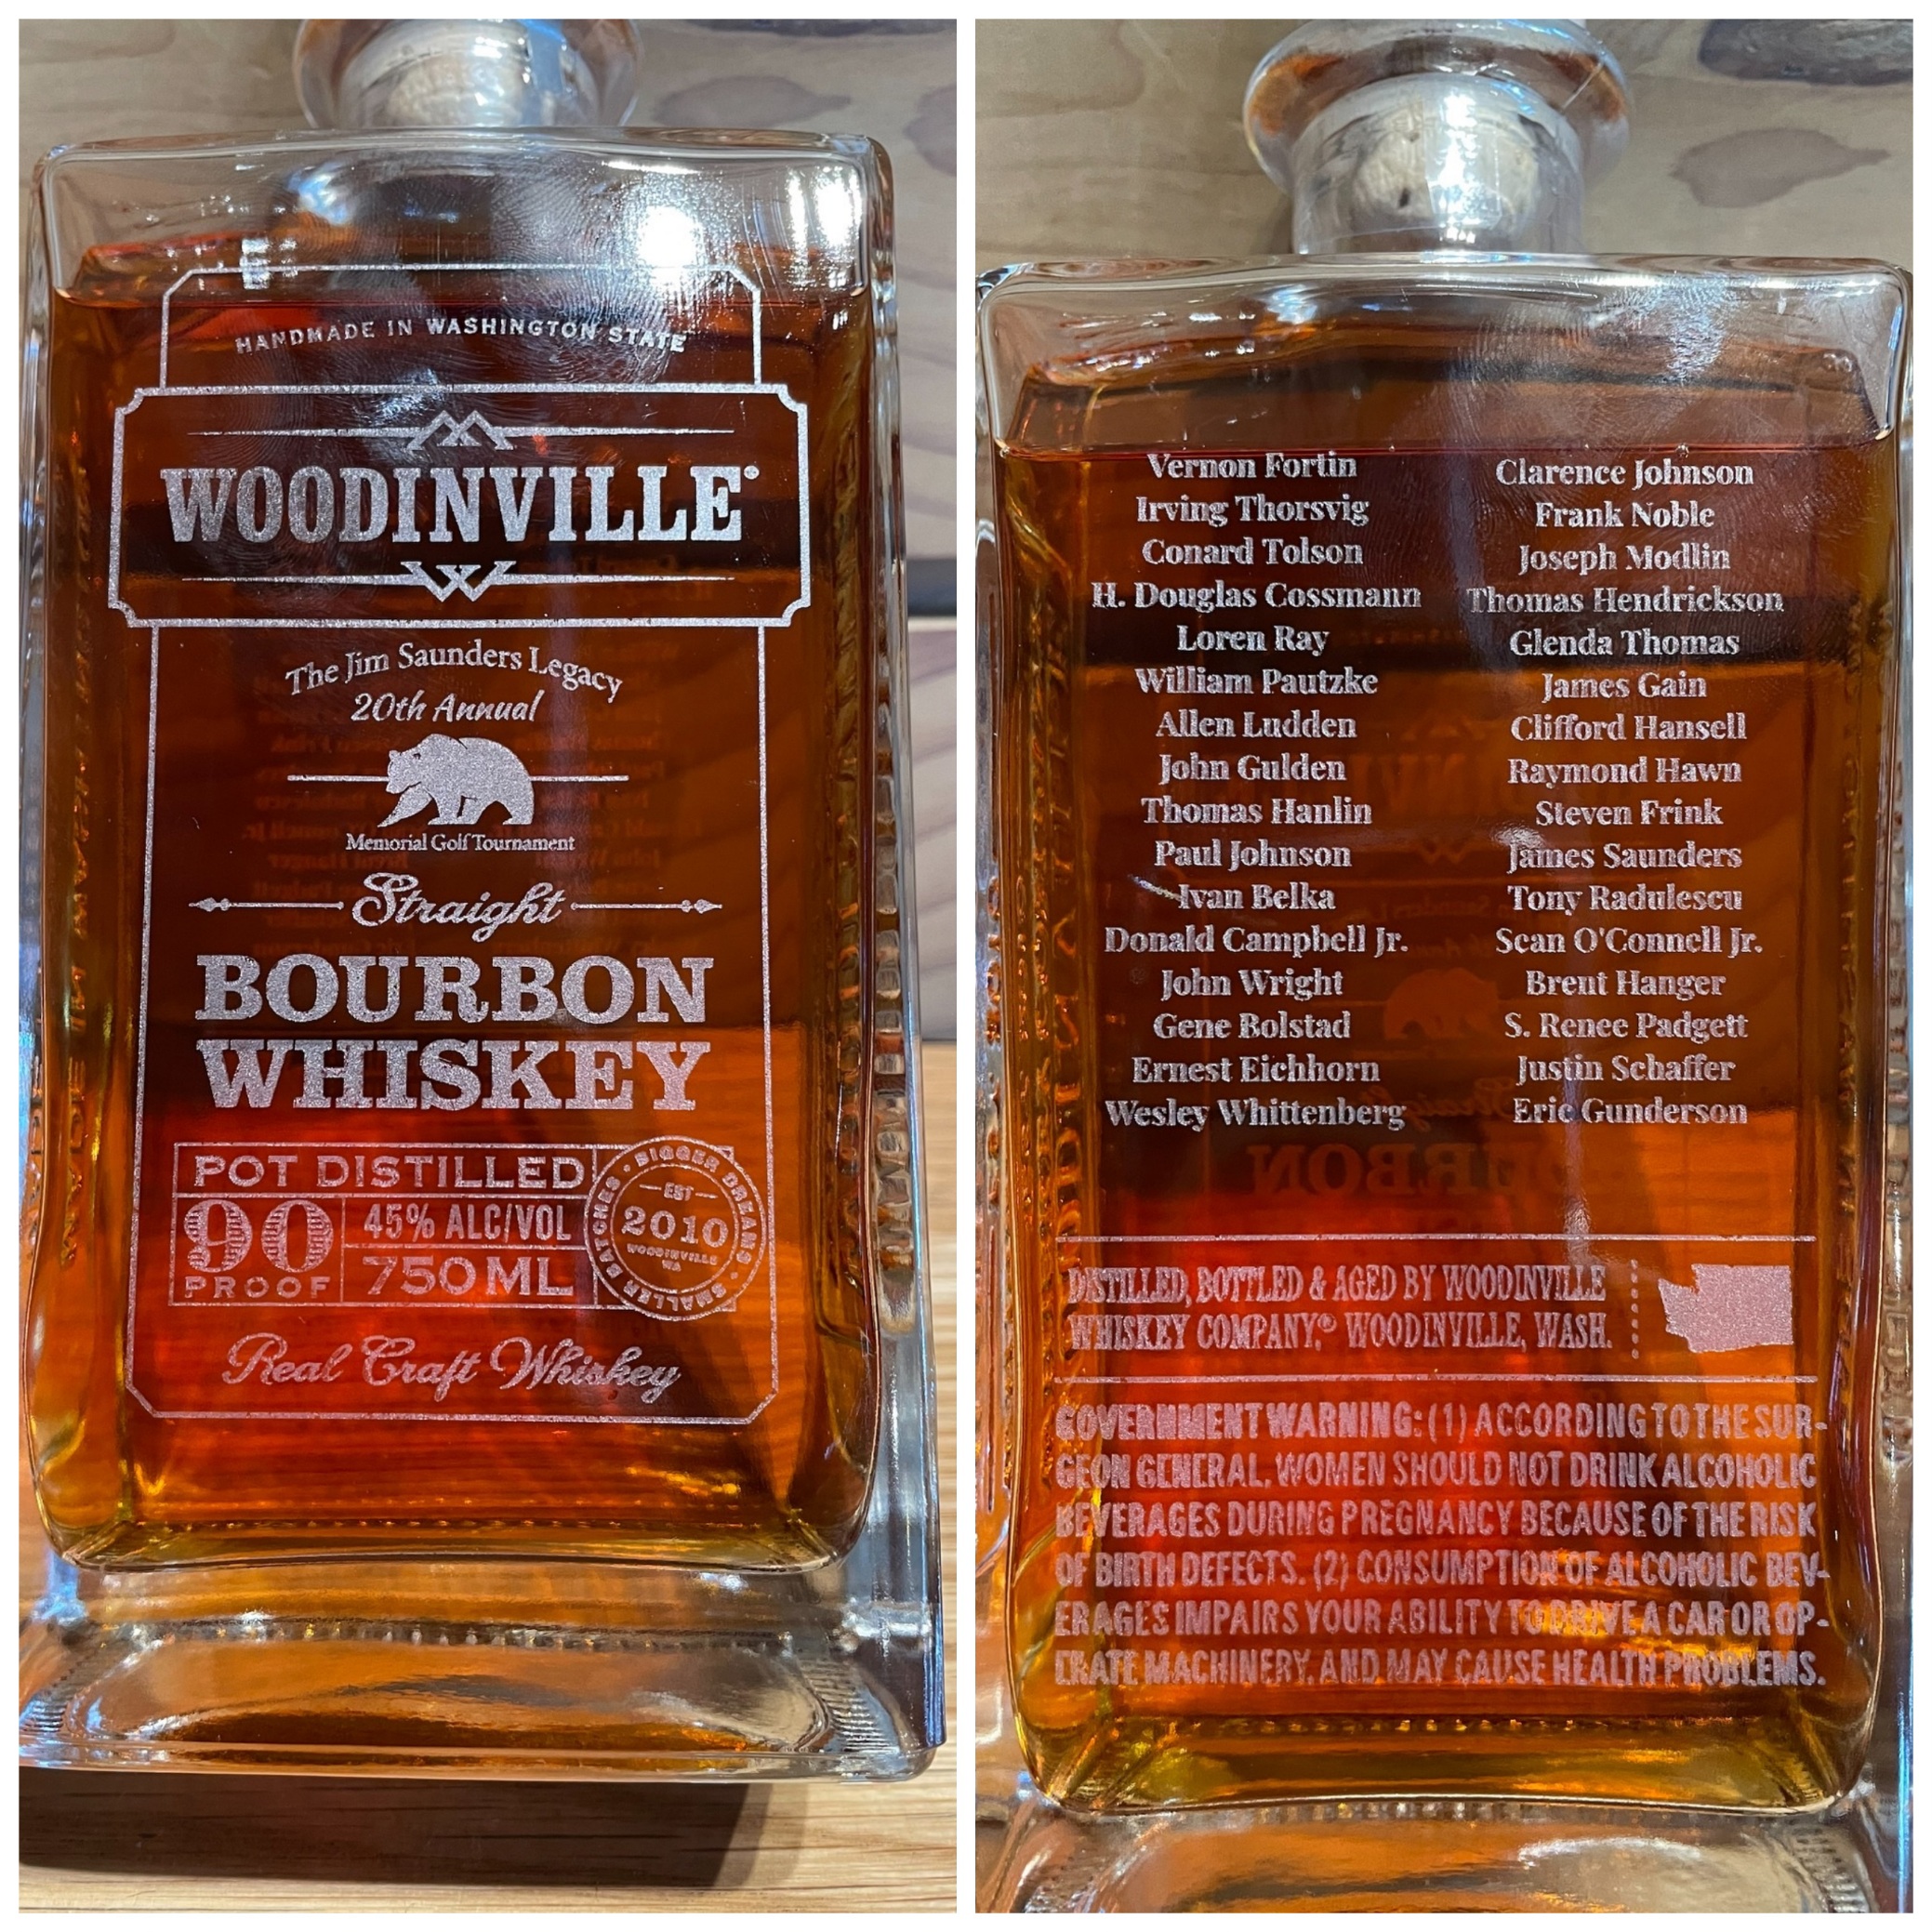 HANDMADE IN WASHINGTON STATE
WOODINVILLE®
W
The Jim Saunders Legacy
20th Annual
Memorial Golf Tournament
Straight
BOURBON
WHISKEY
POT DISTILLED
90
PROOF
45% ALC/VOL
750 ML
BIGGER DREAMS · SMALLER BATCHES ·
EST
2010
WOODINVILLE
WA
Real Craft Whiskey
Vernon Fortin
Irving Thorsvig
Conard Tolson
H. Douglas Cossmann
Loren Ray
William Pautzke
Allen Ludden
John Gulden
Thomas Hanlin
Paul Johnson
Ivan Belka
Donald Campbell Jr.
John Wright
Gene Bolstad
Ernest Eichhorn
Wesley Whittenberg
Clarence Johnson
Frank Noble
Joseph Modlin
Thomas Hendrickson
Glenda Thomas
James Gain
Clifford Hansell
Raymond Hawn
Steven Frink
James Saunders
Tony Radulescu
Sean O'Connell Jr.
Brent Hanger
S. Renee Padgett
Justin Schaffer
Eric Gunderson
DISTILLED, BOTTLED & AGED BY WOODINVILLE
WHISKEY COMPANY,® WOODINVILLE, WASH.
GOVERNMENT WARNING: (1) ACCORDING TO THE SUR-
GEON GENERAL, WOMEN SHOULD NOT DRINK ALCOHOLIC
BEVERAGES DURING PREGNANCY BECAUSE OF THE RISK
OF BIRTH DEFECTS. (2) CONSUMPTION OF ALCOHOLIC BEV-
ERAGES IMPAIRS YOUR ABILITY TO DRIVE A CAR OR OP-
ERATE MACHINERY, AND MAY CAUSE HEALTH PROBLEMS.